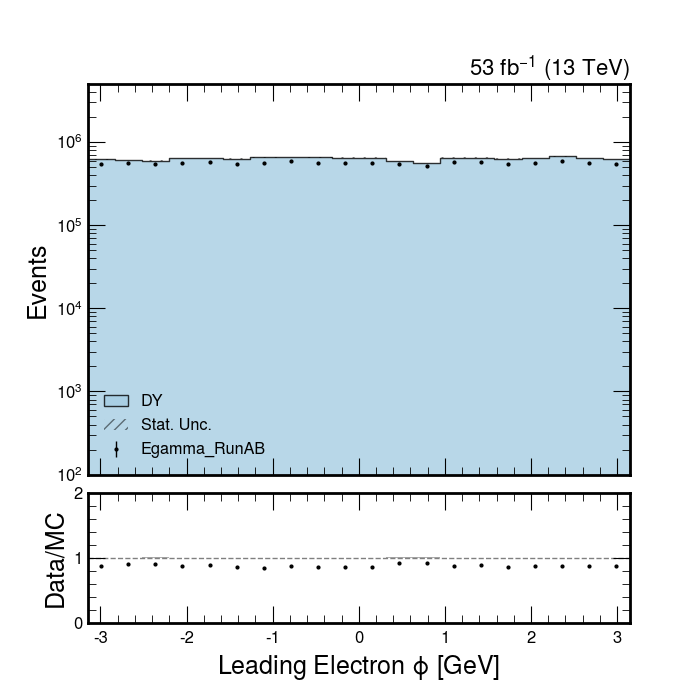 53 fb⁻¹ (13 TeV)
10⁶
10⁵
10⁴
10³
10²
Events
DY
Stat. Unc.
Egamma_RunAB
2
1
0
Data/MC
-3 -2 -1 0 1 2 3
Leading Electron ϕ [GeV]